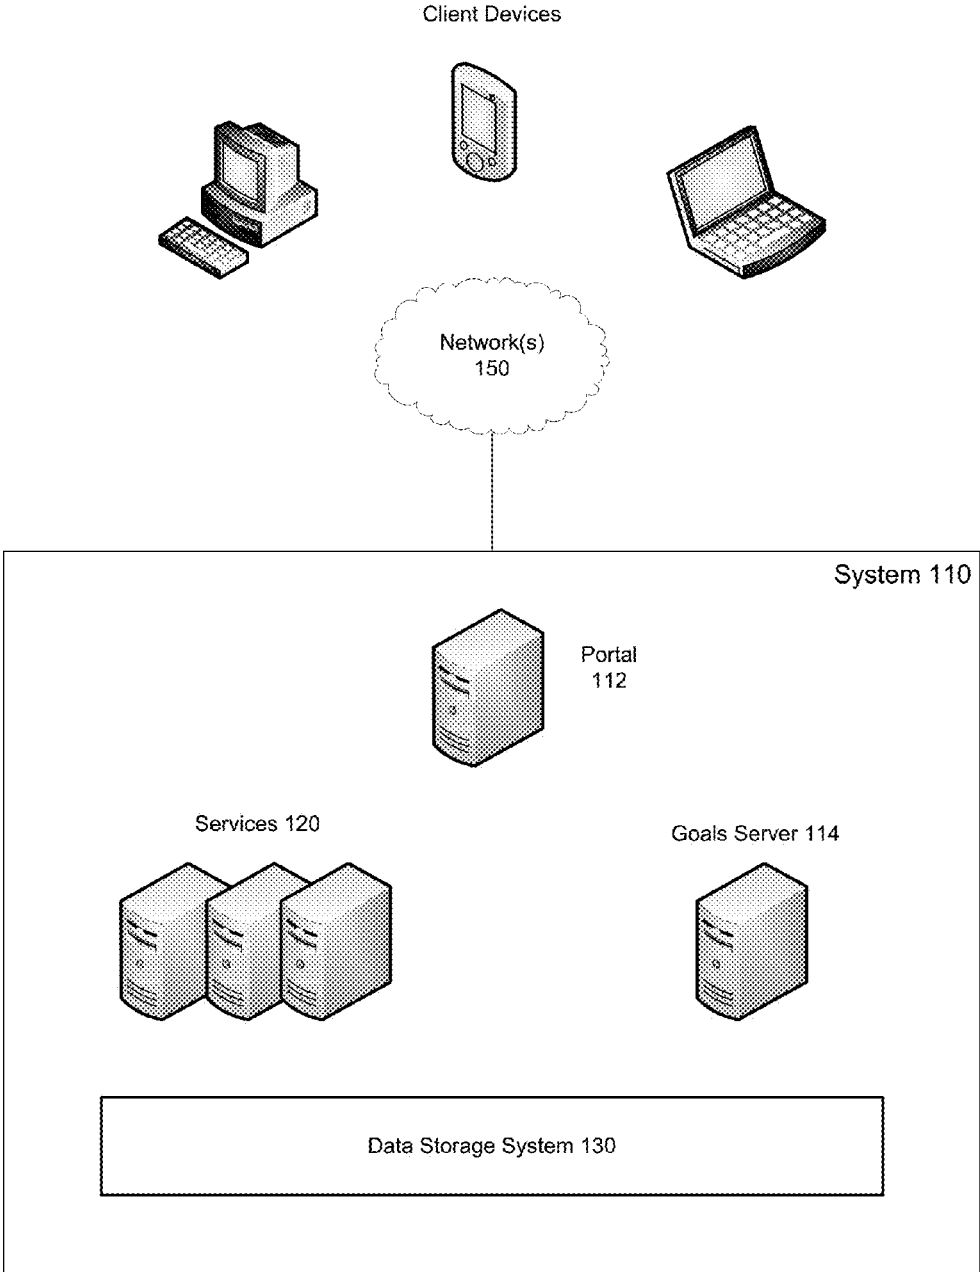 Client Devices
Network(s)
150
System 110
Portal
112
Services 120
Goals Server 114
Data Storage System 130